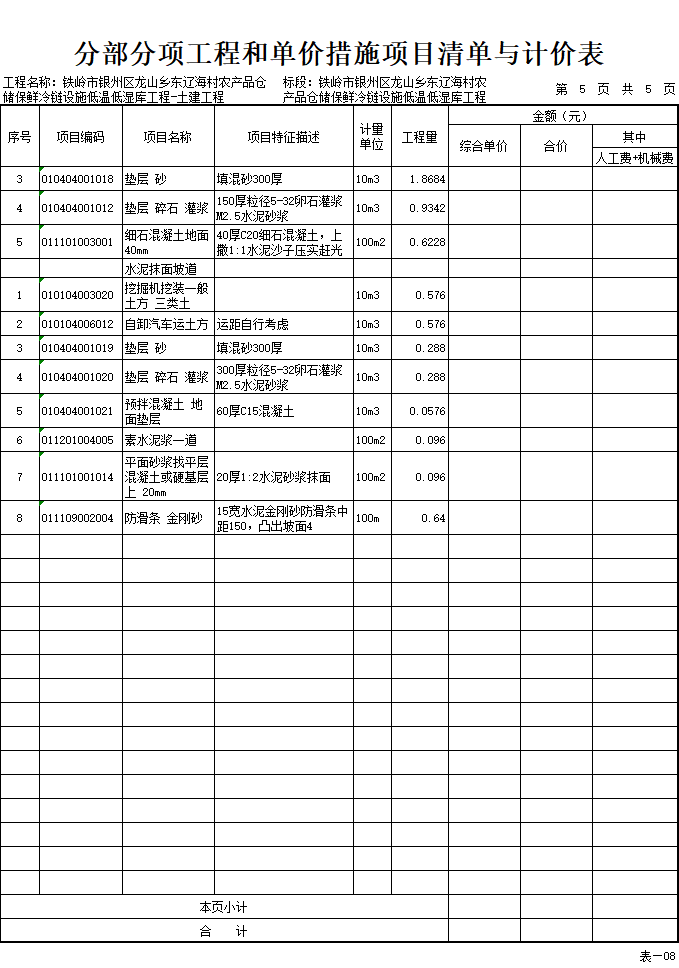 分部分项工程和单价措施项目清单与计价表
工程名称：铁岭市银州区龙山乡东辽海村农产品仓
储保鲜冷链设施低温低湿库工程-土建工程
标段：铁岭市银州区龙山乡东辽海村农
产品仓储保鲜冷链设施低温低湿库工程
第 5 页 共 5 页
序号 项目编码 项目名称 项目特征描述 计量
单位 工程量 金额（元）
综合单价 合价 其中
人工费+机械费
3 010404001018 垫层 砂 填混砂300厚 10m3 1.8684
4 010404001012 垫层 碎石 灌浆 150厚粒径5-32卵石灌浆
M2.5水泥砂浆 10m3 0.9342
5 011101003001 细石混凝土地面
40mm 40厚C20细石混凝土，上
撒1:1水泥沙子压实赶光 100m2 0.6228
水泥抹面坡道
1 010104003020 挖掘机挖装一般
土方 三类土 10m3 0.576
2 010104006012 自卸汽车运土方 运距自行考虑 10m3 0.576
3 010404001019 垫层 砂 填混砂300厚 10m3 0.288
4 010404001020 垫层 碎石 灌浆 300厚粒径5-32卵石灌浆
M2.5水泥砂浆 10m3 0.288
5 010404001021 预拌混凝土 地
面垫层 60厚C15混凝土 10m3 0.0576
6 011201004005 素水泥浆一道 100m2 0.096
7 011101001014 平面砂浆找平层
混凝土或硬基层
上 20mm 20厚1:2水泥砂浆抹面 100m2 0.096
8 011109002004 防滑条 金刚砂 15宽水泥金刚砂防滑条中
距150，凸出坡面4 100m 0.64
本页小计
合 计
表—08